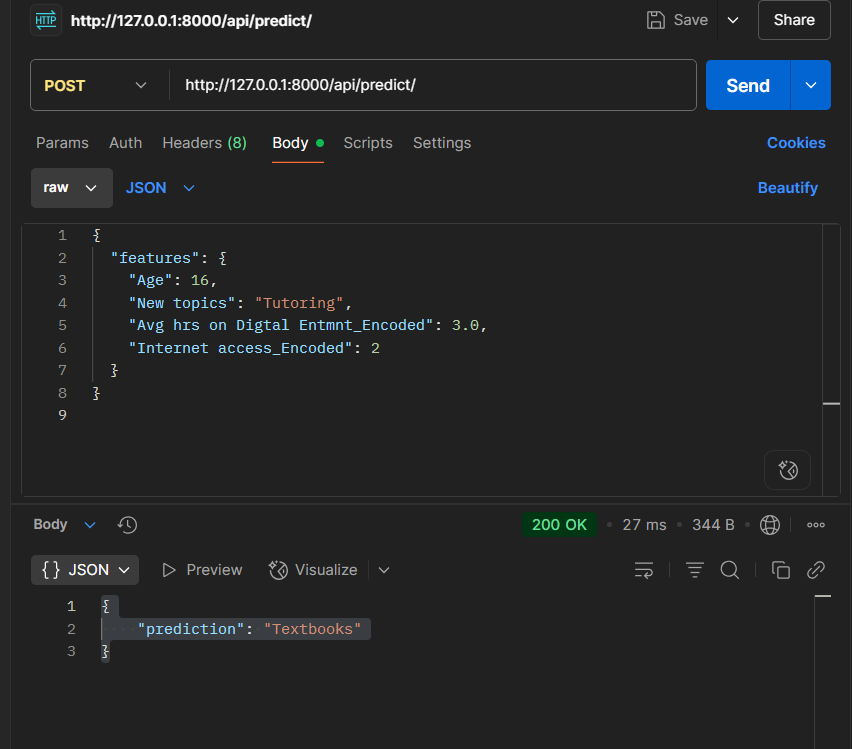 HTTP http://127.0.0.1:8000/api/predict/ Save Share
POST http://127.0.0.1:8000/api/predict/ Send
Params Auth Headers (8) Body Scripts Settings Cookies
raw JSON Beautify
1 {
2 "features": {
3 "Age": 16,
4 "New topics": "Tutoring",
5 "Avg hrs on Digtal Entmnt_Encoded": 3.0,
6 "Internet access_Encoded": 2
7 }
8 }
9
Body 200 OK • 27 ms • 344 B •
{} JSON Preview Visualize
1 {
2 "prediction": "Textbooks"
3 }